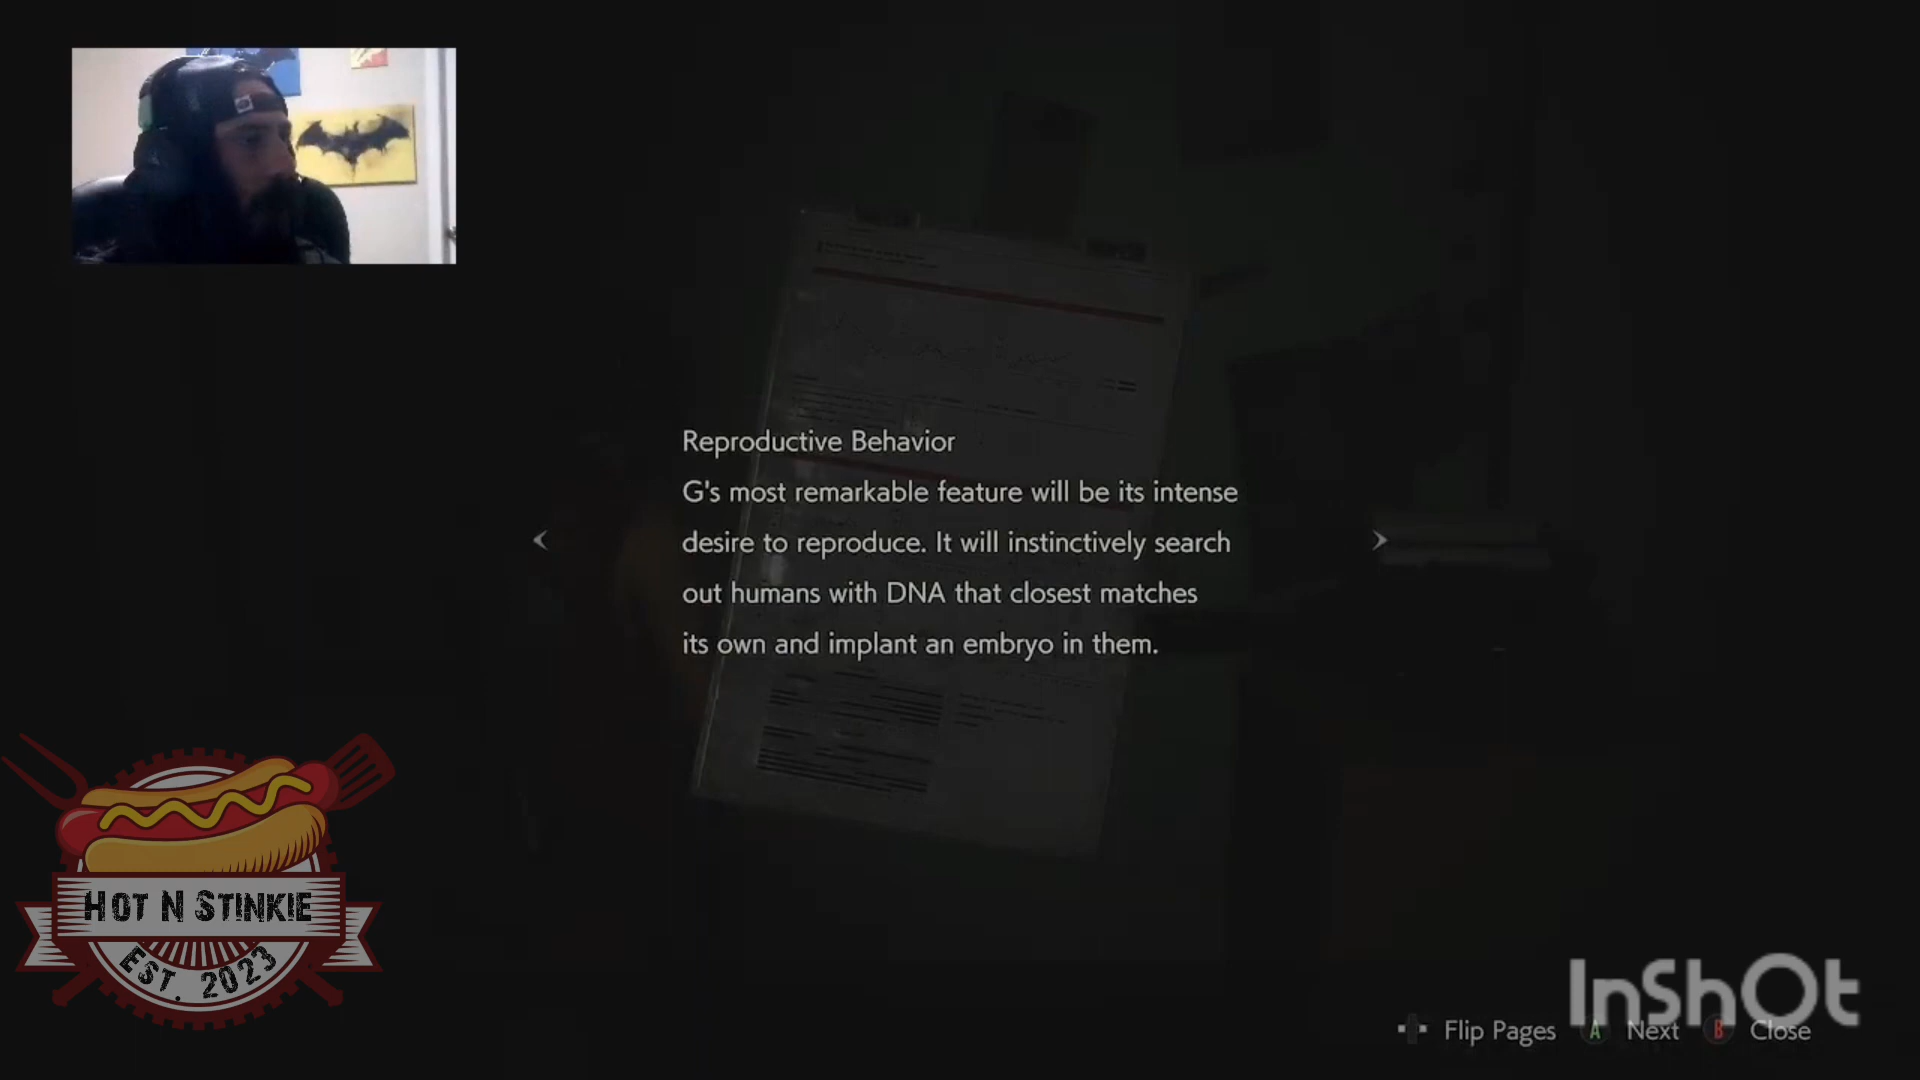 Reproductive Behavior
G's most remarkable feature will be its intense
desire to reproduce. It will instinctively search
out humans with DNA that closest matches
its own and implant an embryo in them.
HOT N STINKIE
EST. 2023
InShOt
Flip Pages A Next B Close